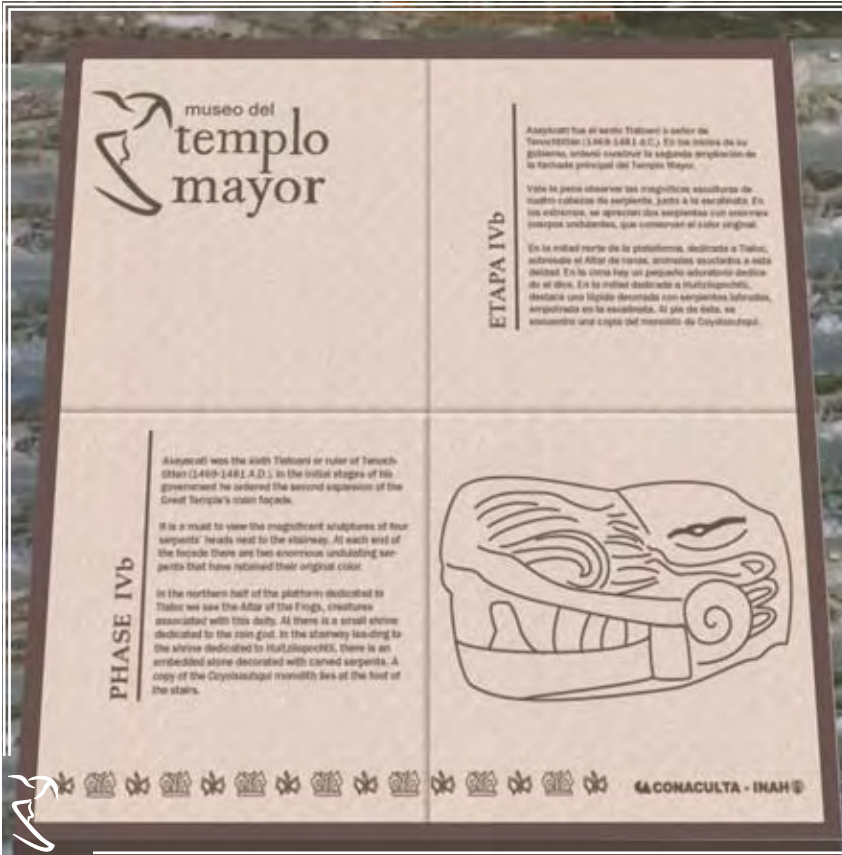 museo del
templo
mayor
ETAPA IVb
Axayácatl fue el sexto Tlatoani o señor de
Tenochtitlan (1469-1481 d.C.). En los inicios de su
gobierno, ordenó construir la segunda ampliación de
la fachada principal del Templo Mayor.
Vale la pena observar las magníficas esculturas de
cuatro cabezas de serpiente, junto a la escalinata. En
los extremos, se aprecian dos serpientes con enormes
cuerpos ondulantes, que conservan el color original.
En la mitad norte de la plataforma, dedicada a Tláloc,
sobresale el Altar de ranas, animales asociados a esta
deidad. En la cima hay un pequeño adoratorio dedica-
do al dios. En la mitad dedicada a Huitzilopochtli,
destaca una lápida decorada con serpientes labradas,
empotrada en la escalinata. Al pie de ésta, se
encuentra una copia del monolito de Coyolxauhqui.
PHASE IVb
Axayacatl was the sixth Tlatoani or ruler of Tenoch-
titlan (1469-1481 A.D.). In the initial stages of his
government he ordered the second expansion of the
Great Temple's main façade.
It is a must to view the magnificent sculptures of four
serpents' heads next to the stairway. At each end of
the façade there are two enormous undulating ser-
pents that have retained their original color.
In the northern half of the platform dedicated to
Tlaloc we see the Altar of the Frogs, creatures
associated with this deity. At there is a small shrine
dedicated to the rain god. In the stairway leading to
the shrine dedicated to Huitzilopochtli, there is an
embedded stone decorated with carved serpents. A
copy of the Coyolxauhqui monolith lies at the foot of
the stairs.
CONACULTA - INAH